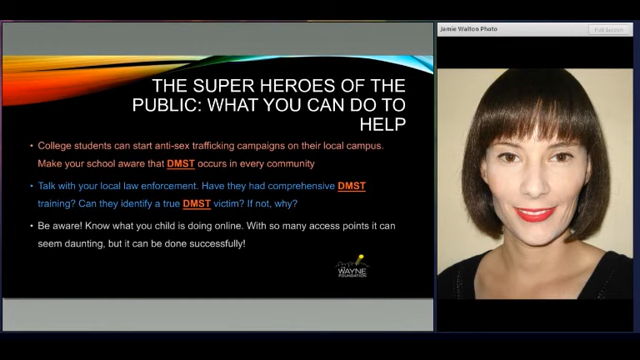 Jamie Walton Photo
Full Screen
THE SUPER HEROES OF THE
PUBLIC: WHAT YOU CAN DO TO
HELP
• College students can start anti-sex trafficking campaigns on their local campus.
Make your school aware that DMST occurs in every community
• Talk with your local law enforcement. Have they had comprehensive DMST
training? Can they identify a true DMST victim? If not, why?
• Be aware! Know what you child is doing online. With so many access points it can
seem daunting, but it can be done successfully!
WAYNE
FOUNDATION